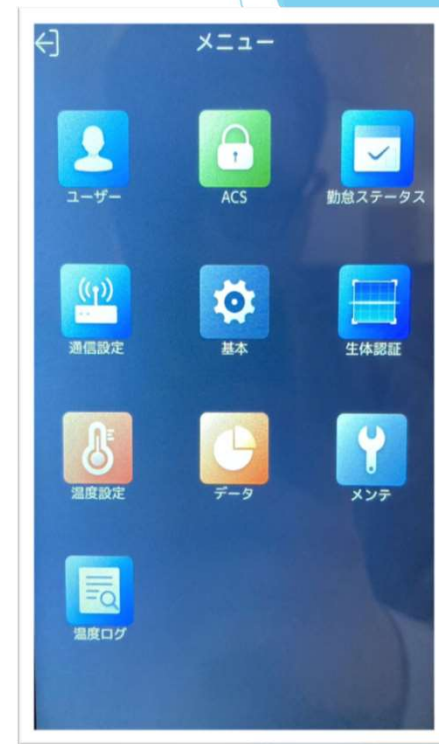 メニュー
ユーザー
ACS
勤怠ステータス
通信設定
基本
生体認証
温度設定
データ
メンテ
温度ログ